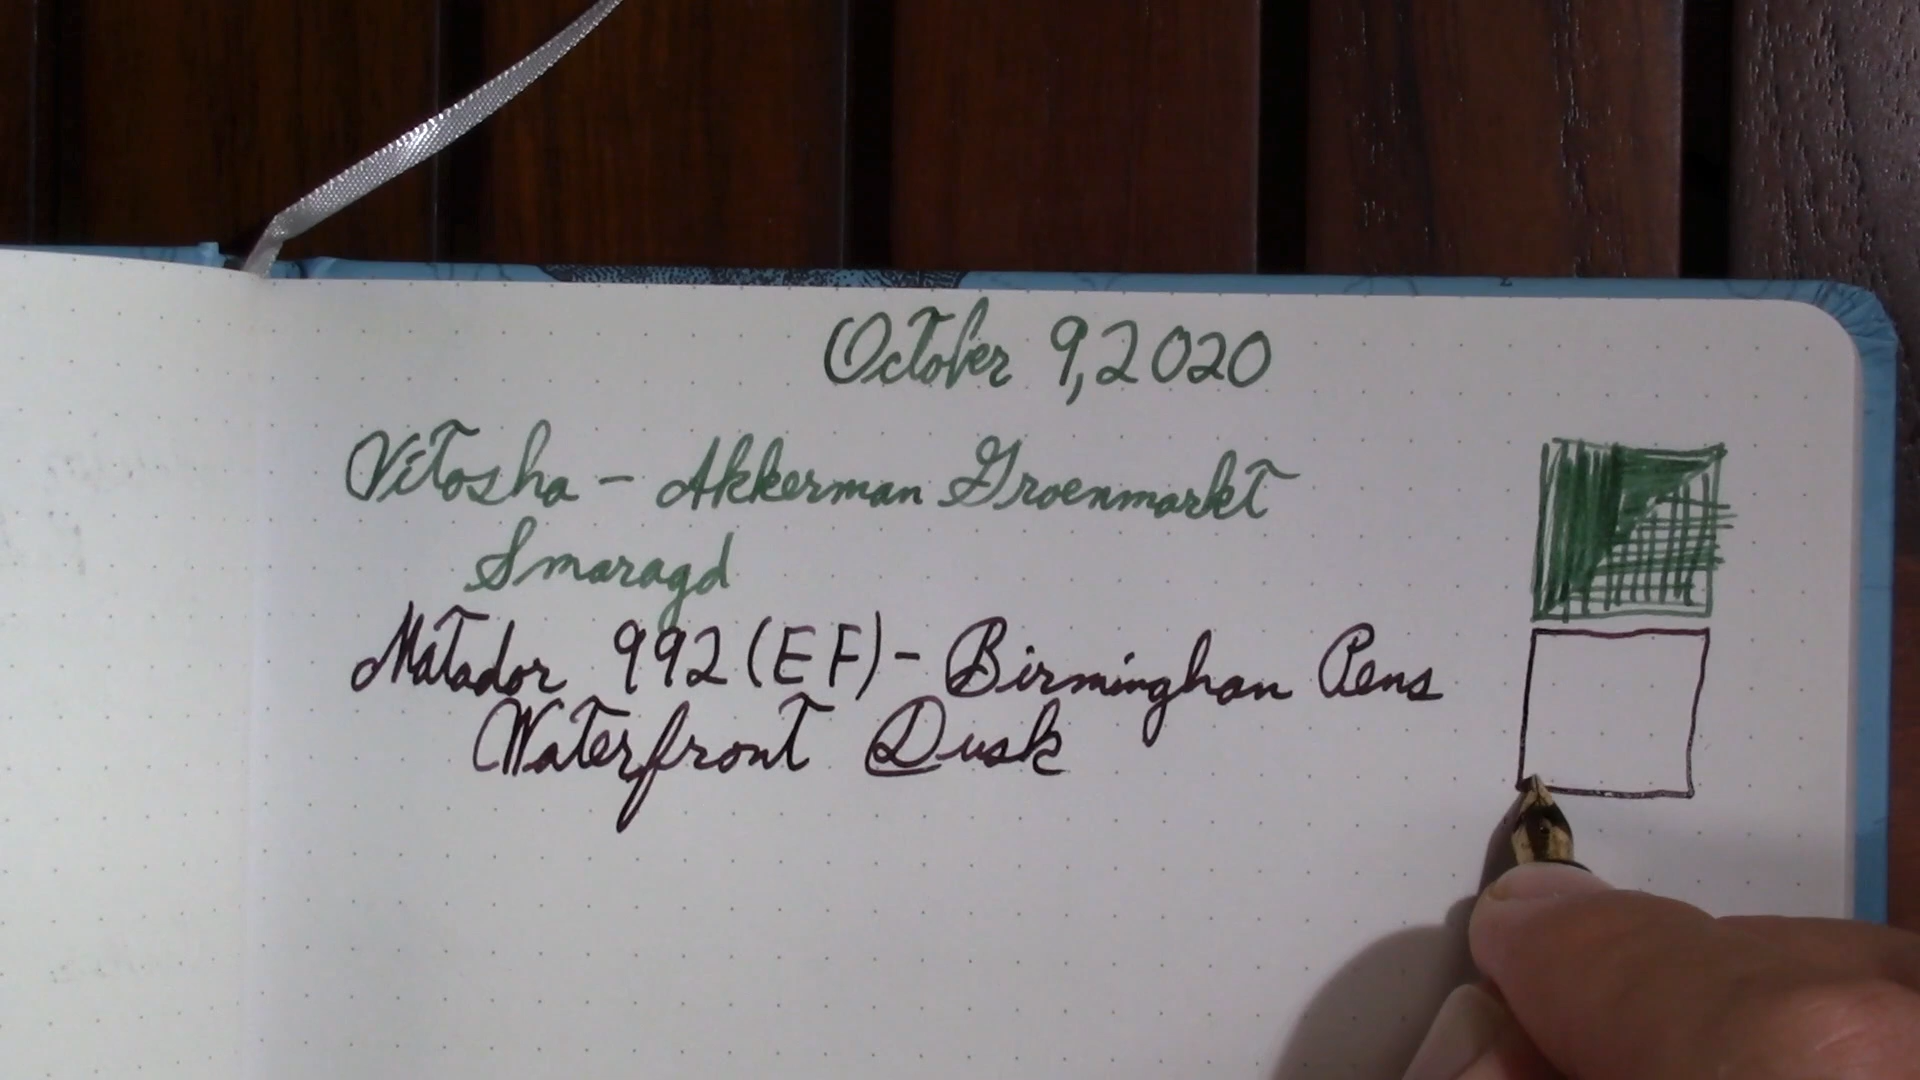 October 9, 2020
Vitosha - Akkerman Groenmarkt
Smaragd
Matador 992 (EF) - Birmingham Pens
Waterfront Dusk